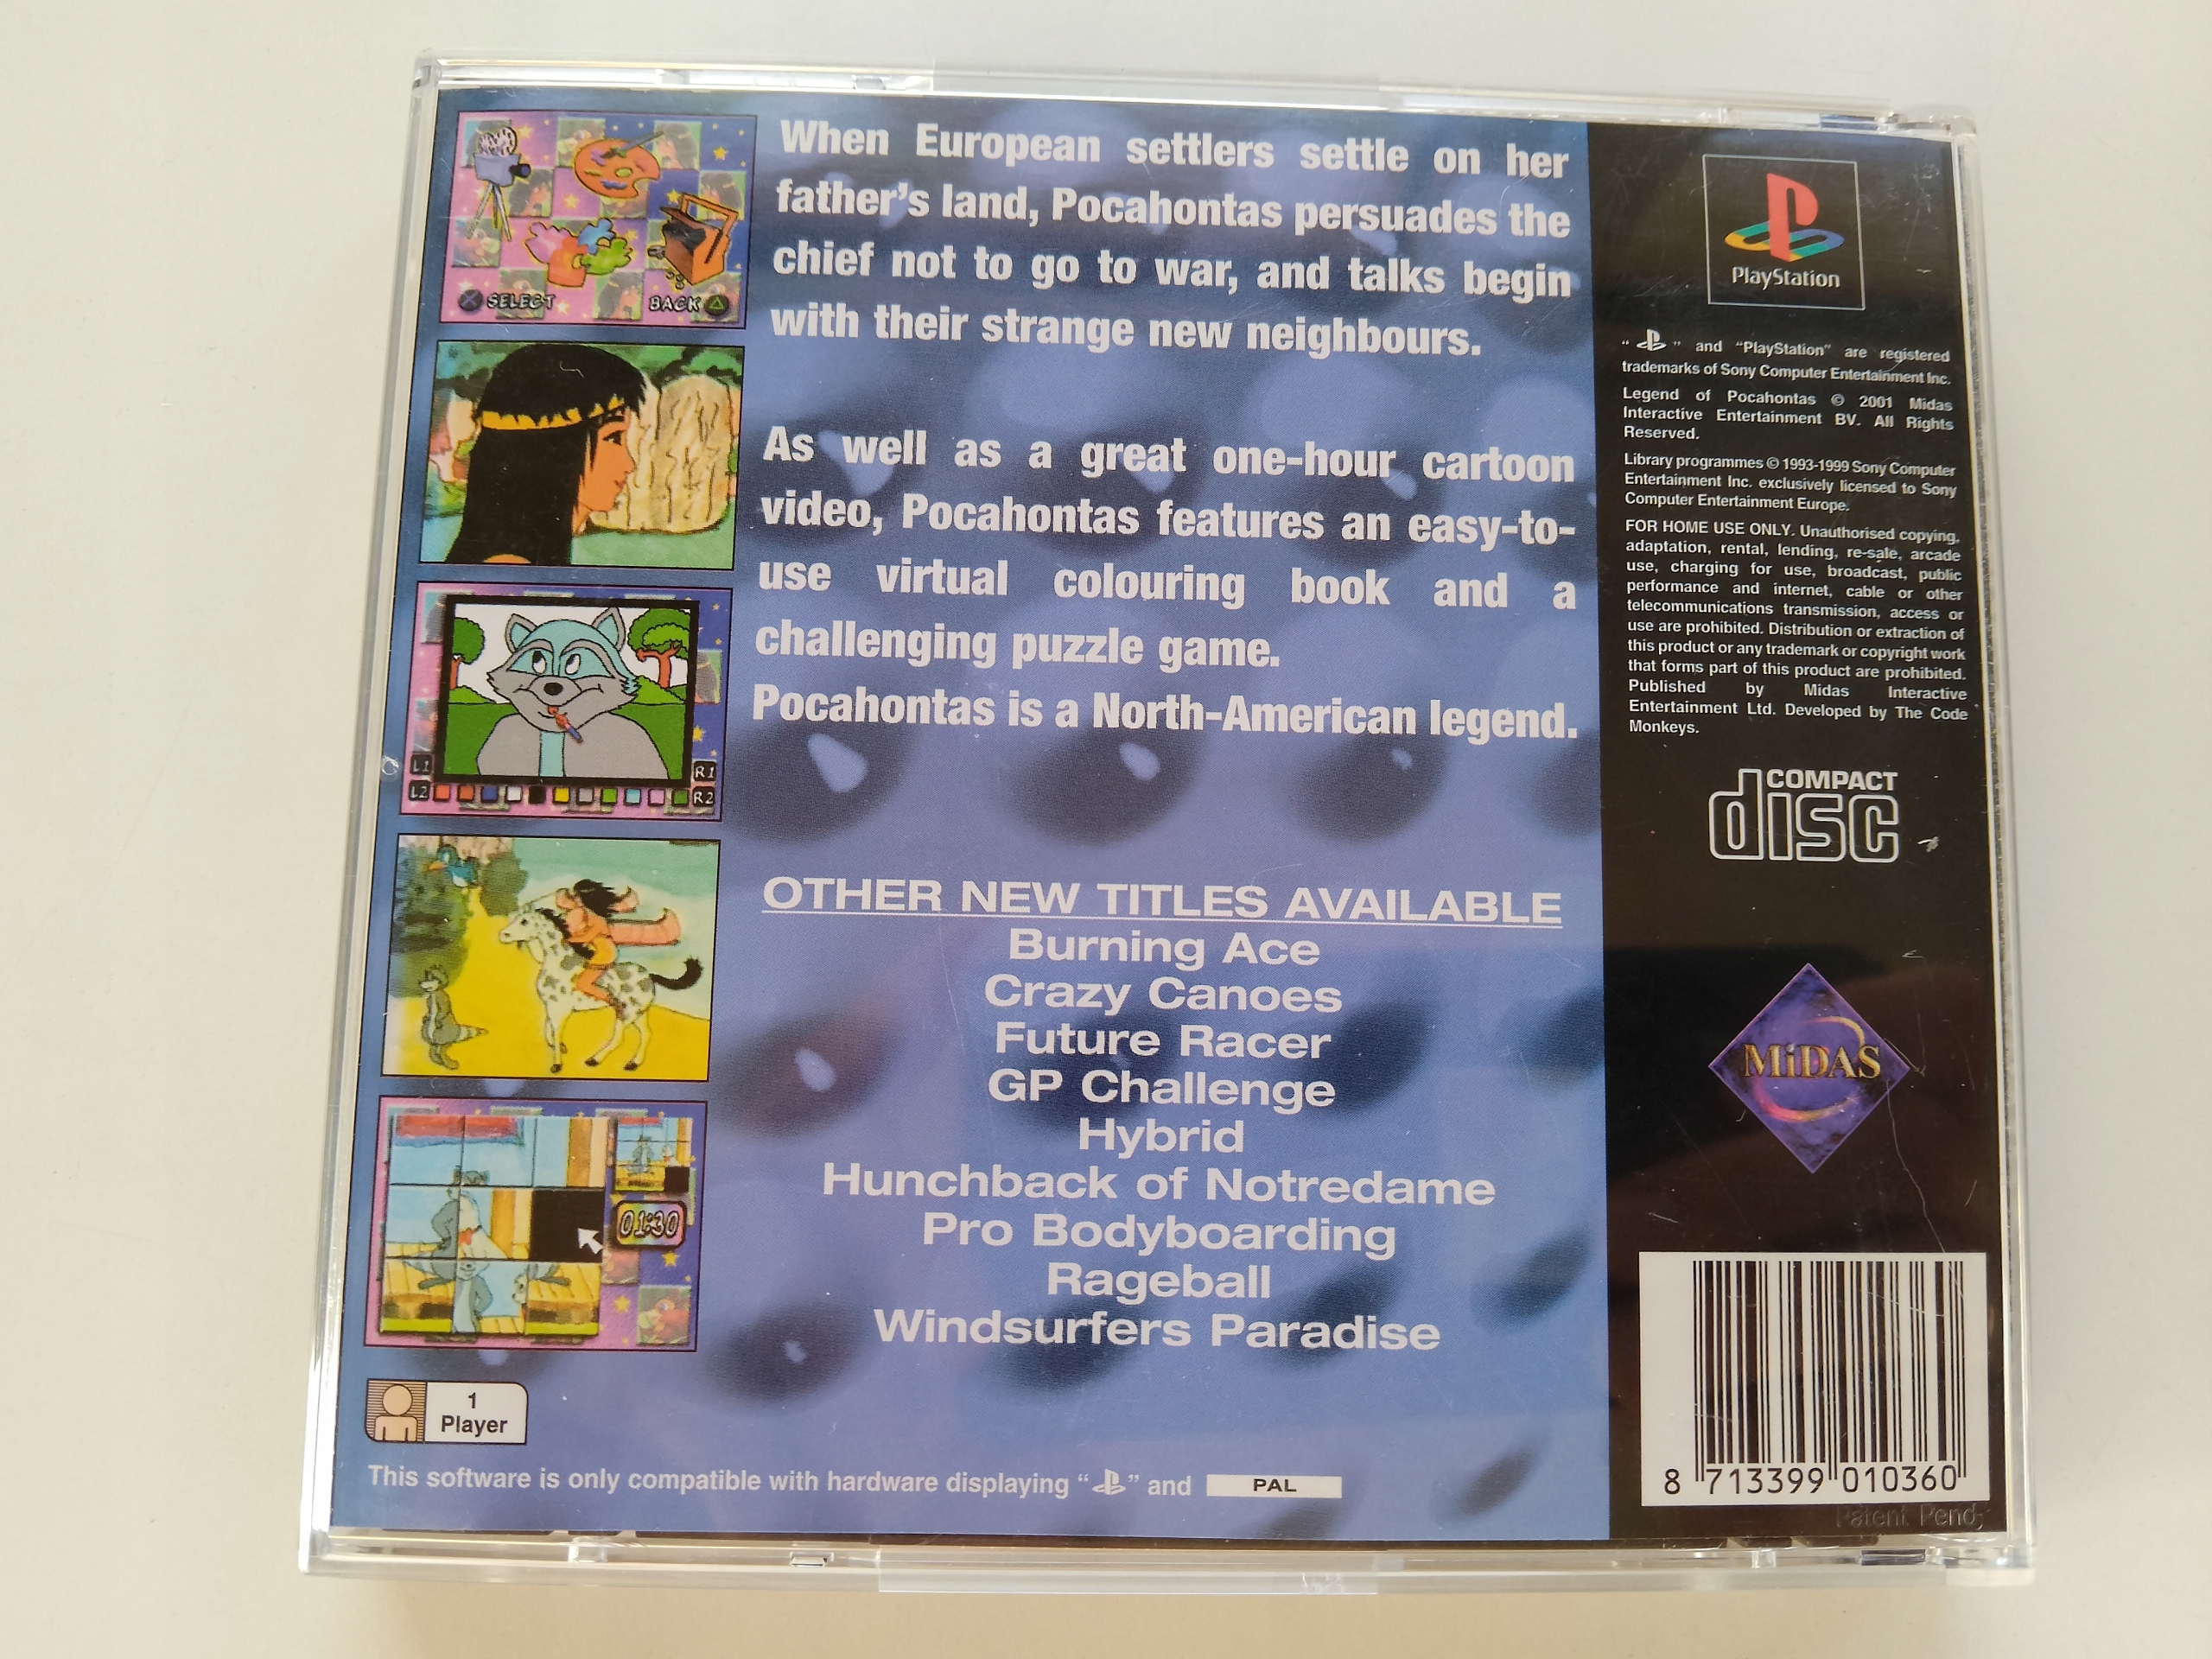 SELECT
BACK
L1
R1
L2
R2
01:30
When European settlers settle on her
father's land, Pocahontas persuades the
chief not to go to war, and talks begin
with their strange new neighbours.
As well as a great one-hour cartoon
video, Pocahontas features an easy-to-
use virtual colouring book and a
challenging puzzle game.
Pocahontas is a North-American legend.
OTHER NEW TITLES AVAILABLE
Burning Ace
Crazy Canoes
Future Racer
GP Challenge
Hybrid
Hunchback of Notredame
Pro Bodyboarding
Rageball
Windsurfers Paradise
1
Player
This software is only compatible with hardware displaying " " and PAL
PlayStation
" " and "PlayStation" are registered
trademarks of Sony Computer Entertainment Inc.
Legend of Pocahontas © 2001 Midas
Interactive Entertainment BV. All Rights
Reserved.
Library programmes © 1993-1999 Sony Computer
Entertainment Inc. exclusively licensed to Sony
Computer Entertainment Europe.
FOR HOME USE ONLY. Unauthorised copying,
adaptation, rental, lending, re-sale, arcade
use, charging for use, broadcast, public
performance and internet, cable or other
telecommunications transmission, access or
use are prohibited. Distribution or extraction of
this product or any trademark or copyright work
that forms part of this product are prohibited.
Published by Midas Interactive
Entertainment Ltd. Developed by The Code
Monkeys.
COMPACT
disc
MiDAS
8 713399 010360
Patent Pend